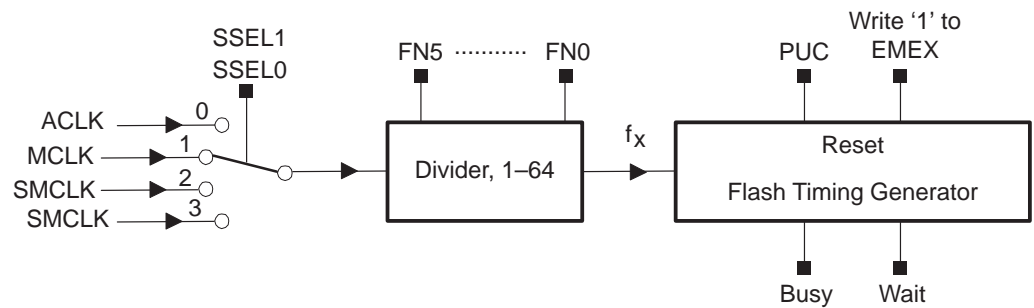 SSEL1
SSEL0
FN5 ........... FN0
PUC
Write ‘1’ to
EMEX
ACLK
0
MCLK
1
SMCLK
2
SMCLK
3
Divider, 1–64
fx
Reset
Flash Timing Generator
Busy
Wait